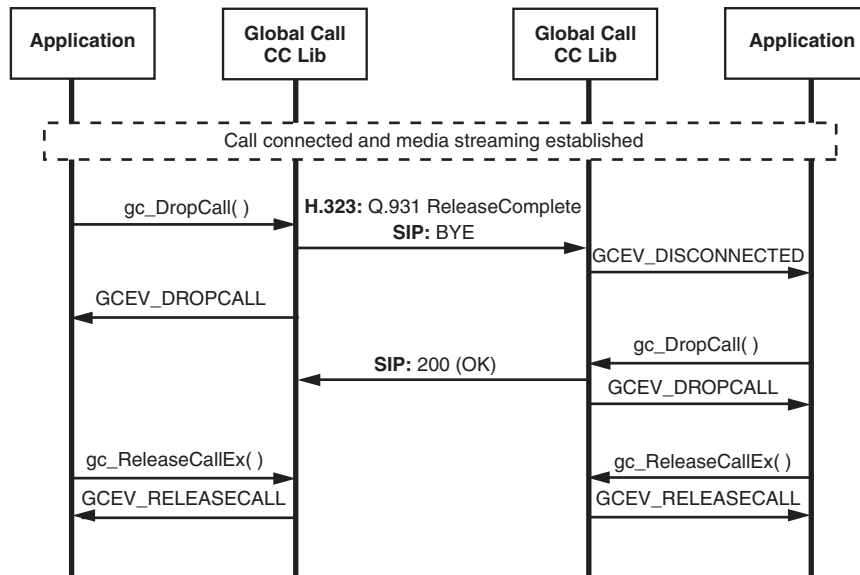 Application
Global Call
CC Lib
Global Call
CC Lib
Application
Call connected and media streaming established
gc_DropCall( )
H.323: Q.931 ReleaseComplete
SIP: BYE
GCEV_DISCONNECTED
GCEV_DROPCALL
gc_DropCall( )
SIP: 200 (OK)
GCEV_DROPCALL
gc_ReleaseCallEx( )
gc_ReleaseCallEx( )
GCEV_RELEASECALL
GCEV_RELEASECALL